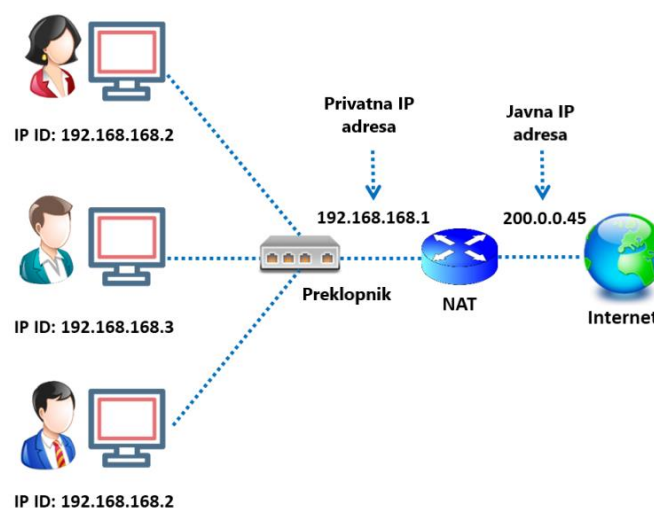 IP ID: 192.168.168.2
Privatna IP
adresa
Javna IP
adresa
192.168.168.1
200.0.0.45
IP ID: 192.168.168.3
Preklopnik
NAT
Internet
IP ID: 192.168.168.2